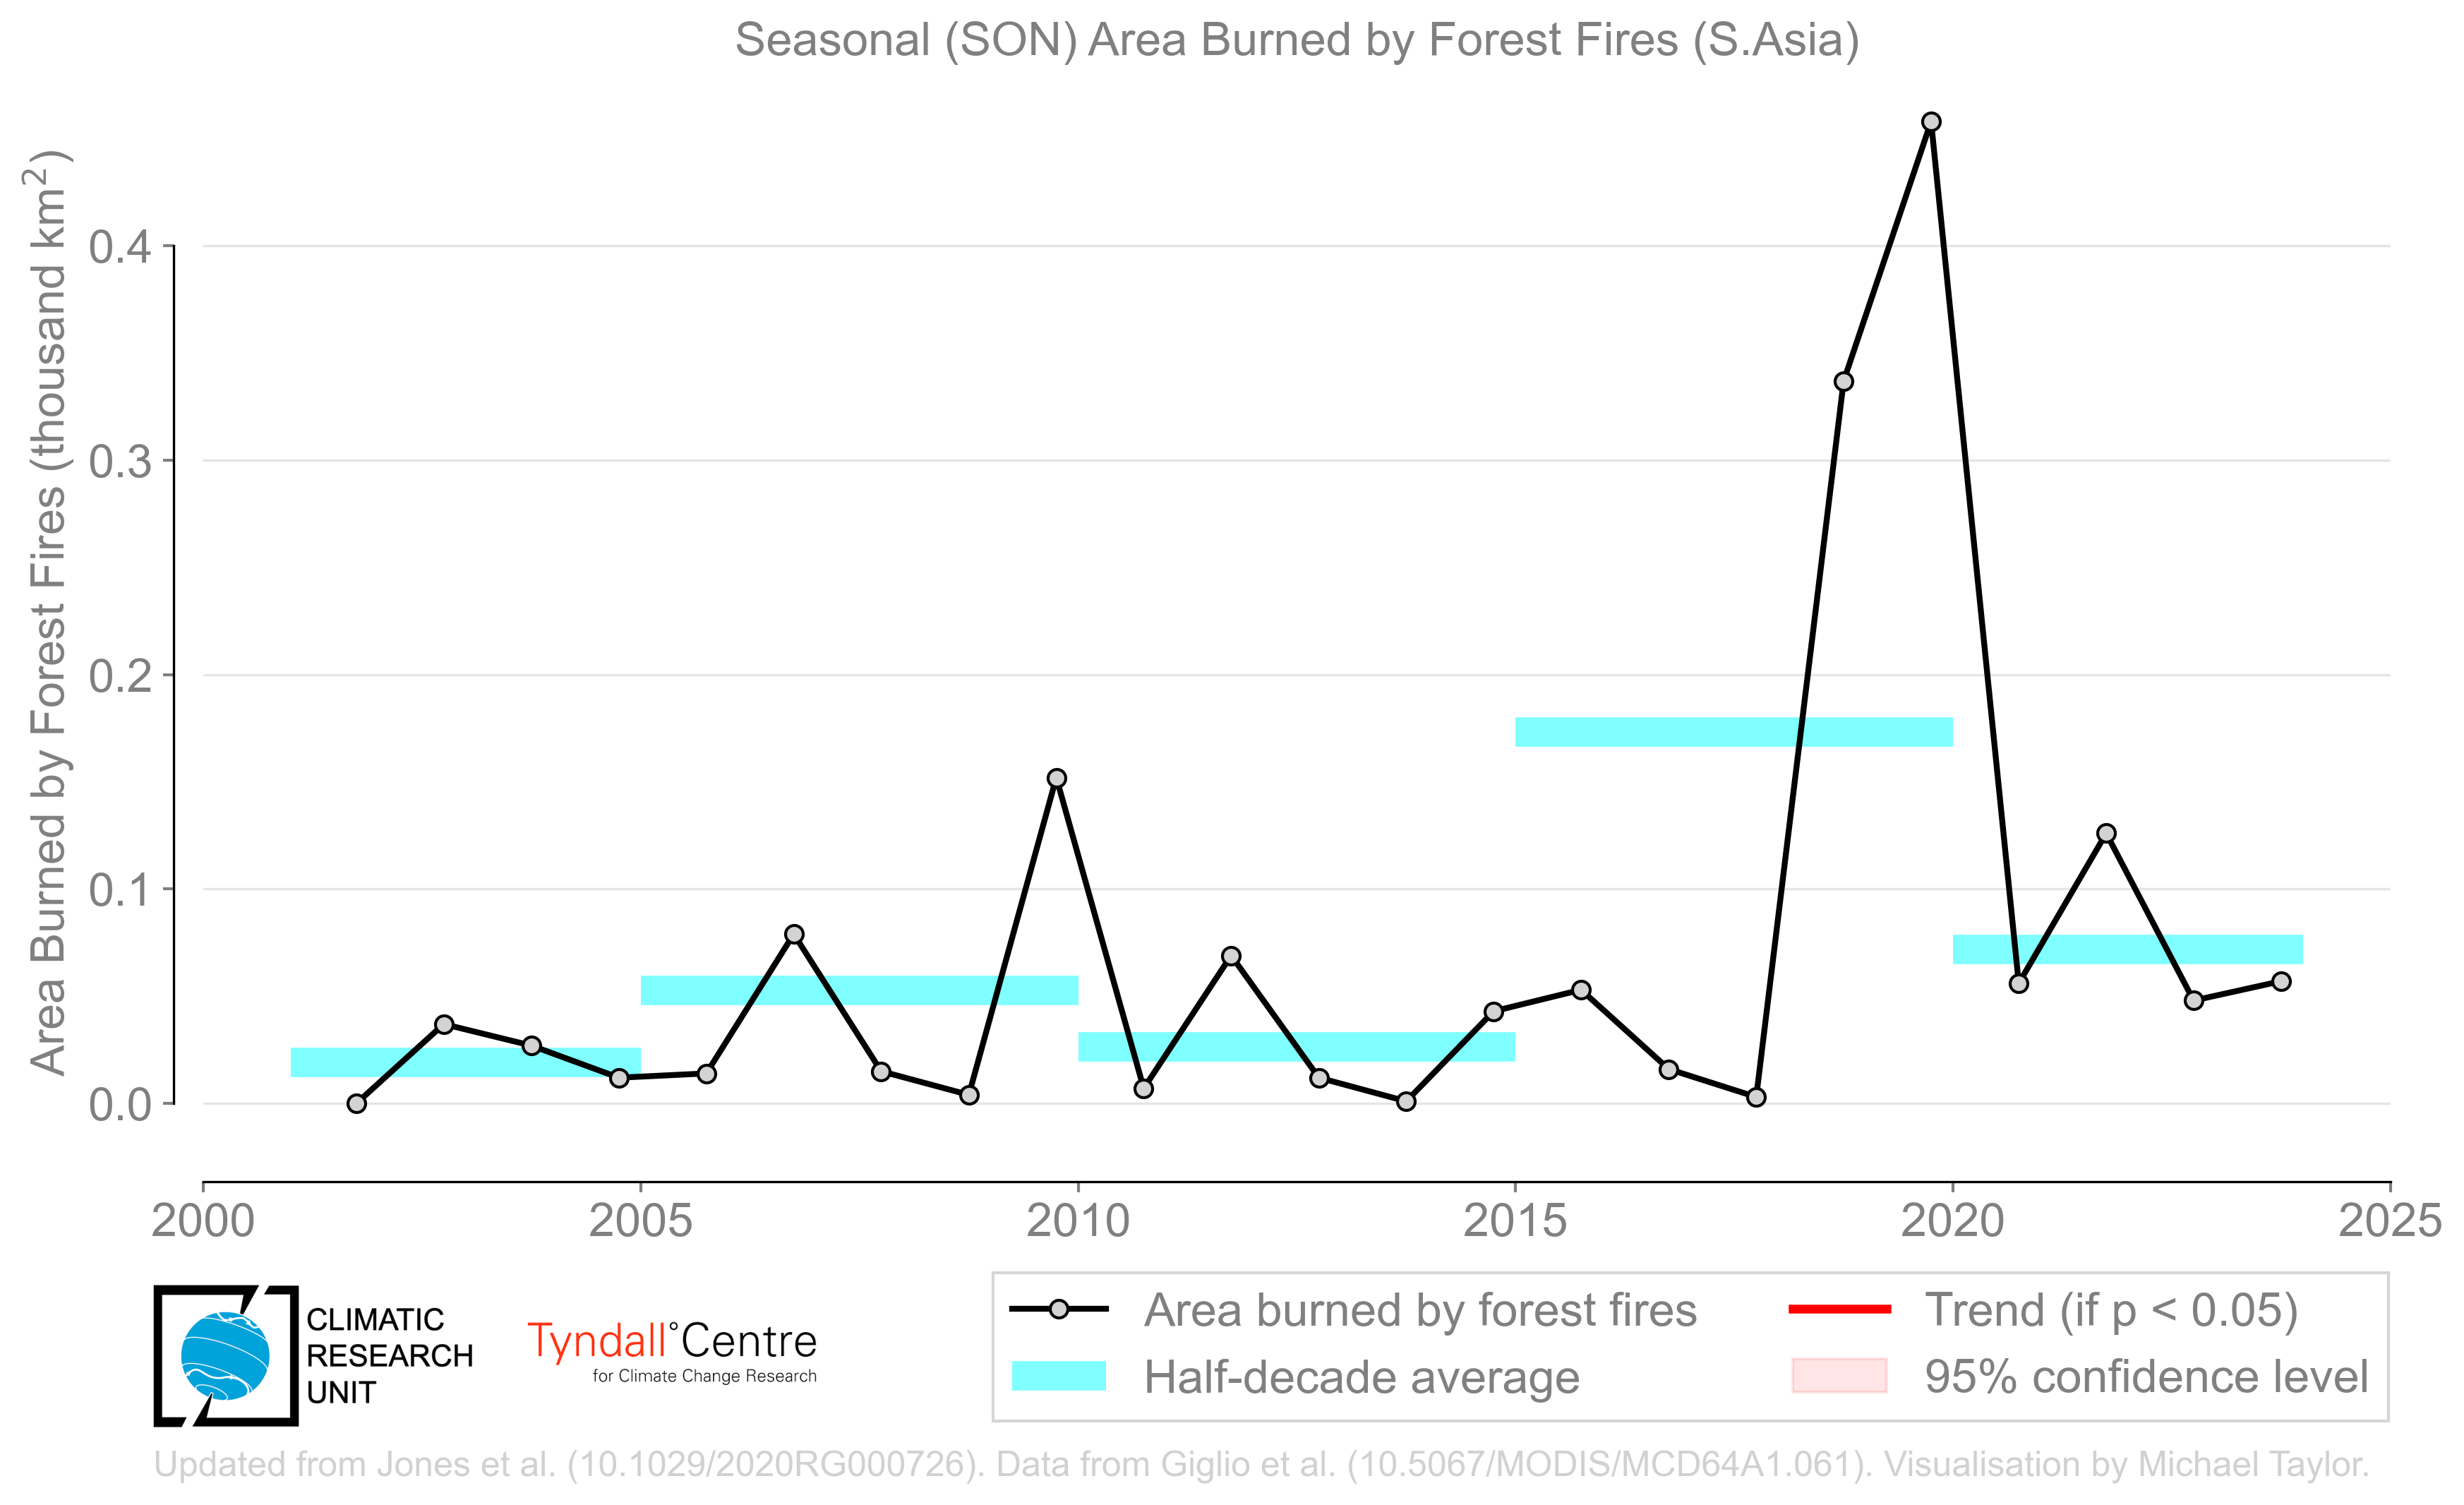 Seasonal (SON) Area Burned by Forest Fires (S.Asia)
Area Burned by Forest Fires (thousand km²)
0.4
0.3
0.2
0.1
0.0
2000 2005 2010 2015 2020 2025
CLIMATIC
RESEARCH
UNIT
Tyndall°Centre
for Climate Change Research
Area burned by forest fires
Half-decade average
Trend (if p < 0.05)
95% confidence level
Updated from Jones et al. (10.1029/2020RG000726). Data from Giglio et al. (10.5067/MODIS/MCD64A1.061). Visualisation by Michael Taylor.